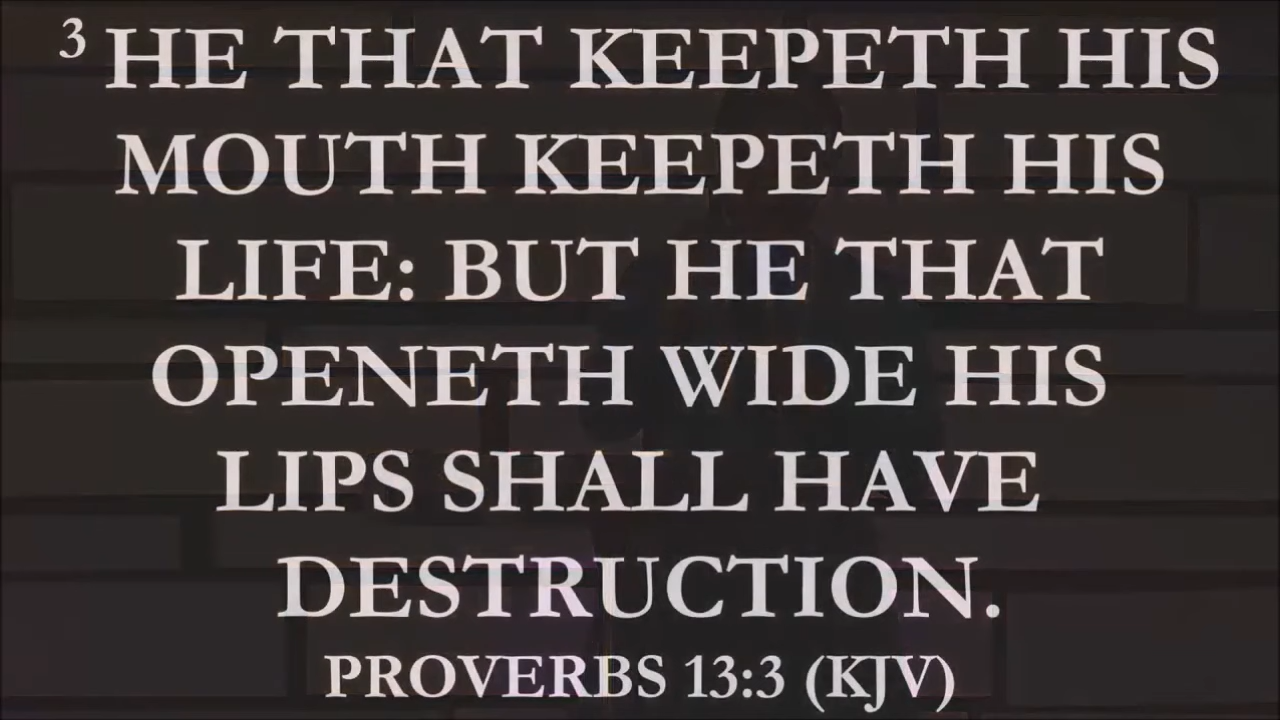 3 HE THAT KEEPETH HIS
MOUTH KEEPETH HIS
LIFE: BUT HE THAT
OPENETH WIDE HIS
LIPS SHALL HAVE
DESTRUCTION.
PROVERBS 13:3 (KJV)